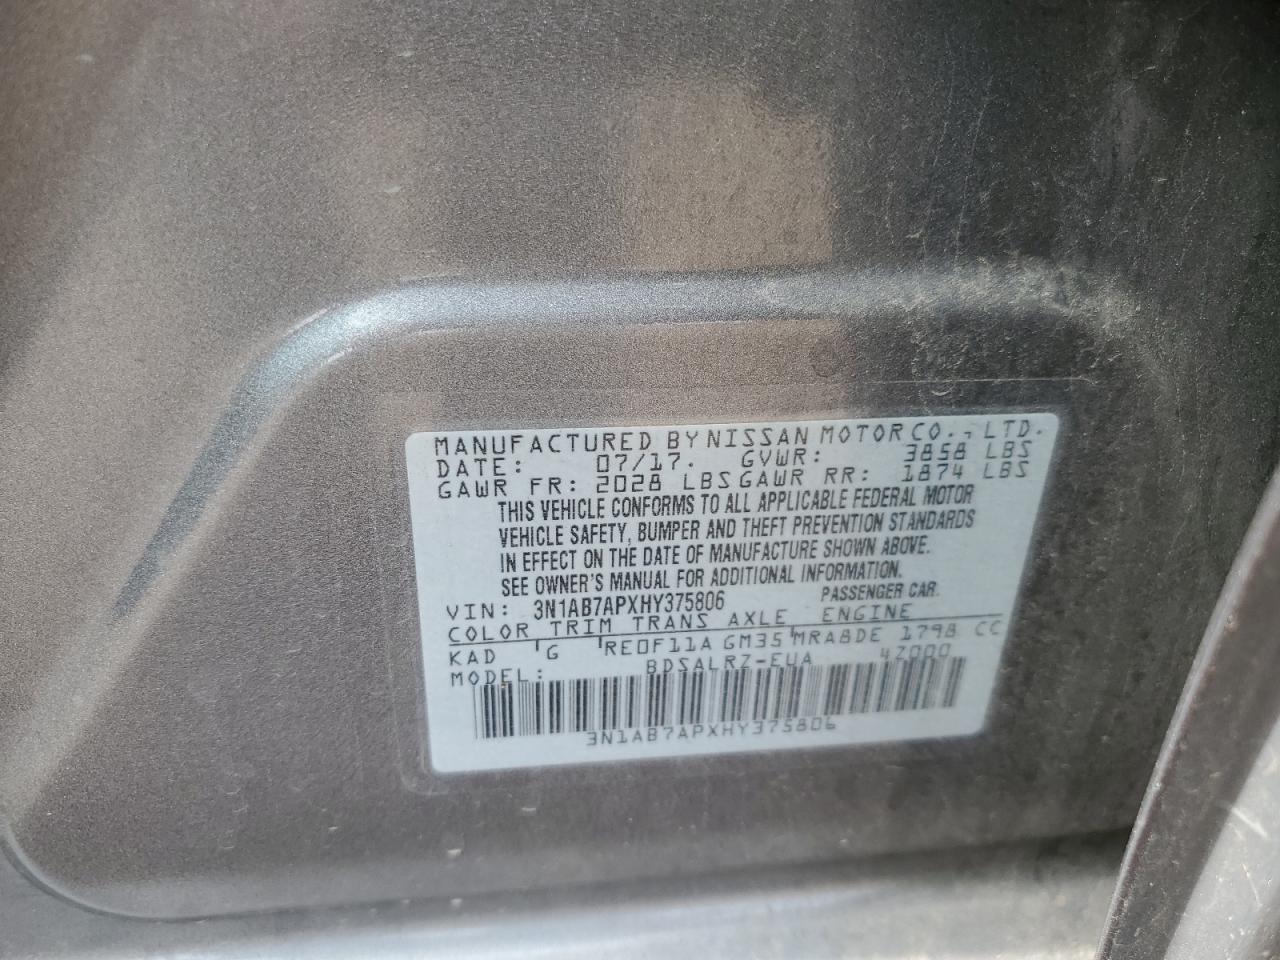 MANUFACTURED BY NISSAN MOTOR CO., LTD.
DATE: 07/17. GVWR: 3858 LBS
GAWR FR: 2028 LBS GAWR RR: 1874 LBS
THIS VEHICLE CONFORMS TO ALL APPLICABLE FEDERAL MOTOR
VEHICLE SAFETY, BUMPER AND THEFT PREVENTION STANDARDS
IN EFFECT ON THE DATE OF MANUFACTURE SHOWN ABOVE.
SEE OWNER'S MANUAL FOR ADDITIONAL INFORMATION.
VIN: 3N1AB7APXHY375806 PASSENGER CAR.
COLOR TRIM TRANS AXLE ENGINE
KAD G RE0F11A GM35 MRA8DE 1798 CC
MODEL: BDSALRZ-EUA 4Z000
3N1AB7APXHY375806